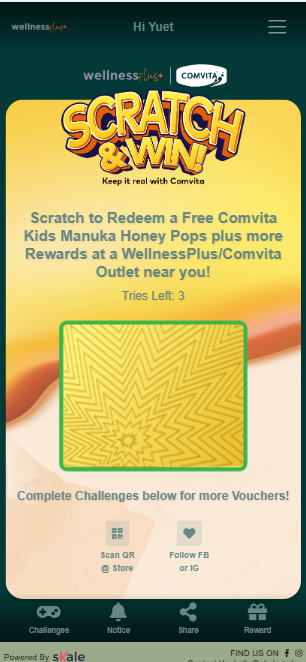 wellnessplus+
Hi Yuet
wellnessplus+ | COMVITA
SCRATCH
& WIN!
Keep it real with Comvita
Scratch to Redeem a Free Comvita
Kids Manuka Honey Pops plus more
Rewards at a WellnessPlus/Comvita
Outlet near you!
Tries Left: 3
Complete Challenges below for more Vouchers!
Scan QR
@ Store
Follow FB
or IG
Challenges
Notice
Share
Reward
Powered By skale
FIND US ON